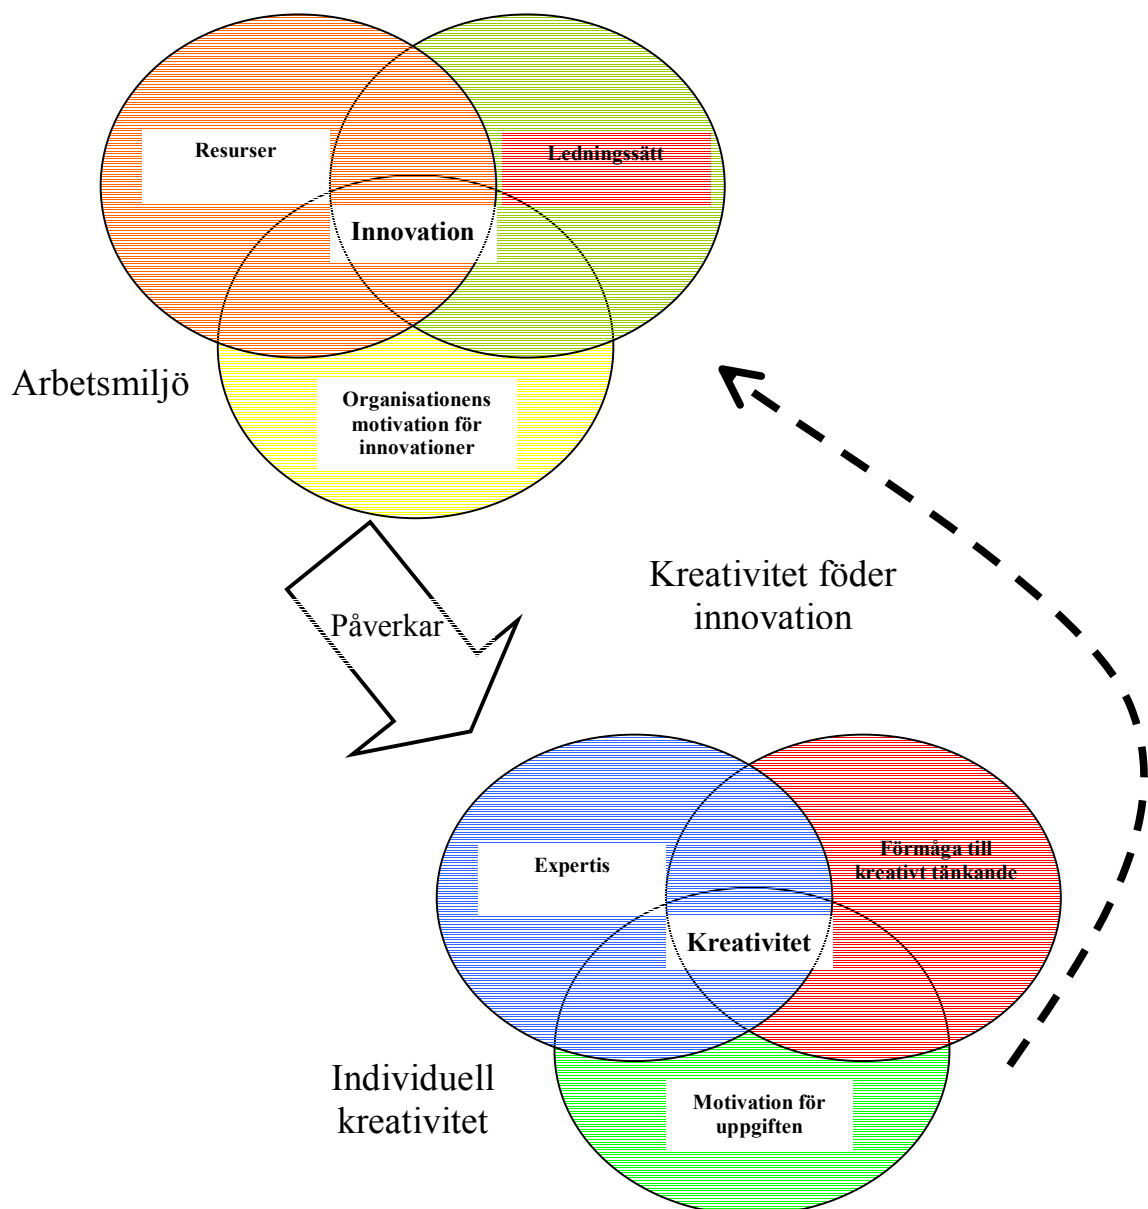 Resurser
Ledningssätt
Innovation
Arbetsmiljö
Organisationens
motivation för
innovationer
Kreativitet föder
innovation
Påverkar
Expertis
Förmåga till
kreativt tänkande
Kreativitet
Individuell
kreativitet
Motivation för
uppgiften